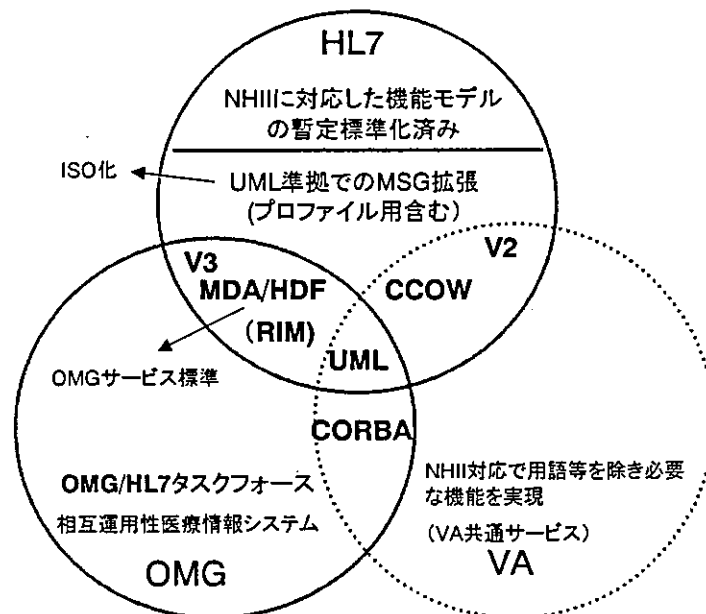 HL7
NHIIに対応した機能モデル
の暫定標準化済み
ISO化
UML準拠でのMSG拡張
(プロファイル用含む)
V3
V2
MDA/HDF
CCOW
(RIM)
UML
OMGサービス標準
CORBA
NHII対応で用語等を除き必要
な機能を実現
OMG/HL7タスクフォース
相互運用性医療情報システム
(VA共通サービス)
OMG
VA